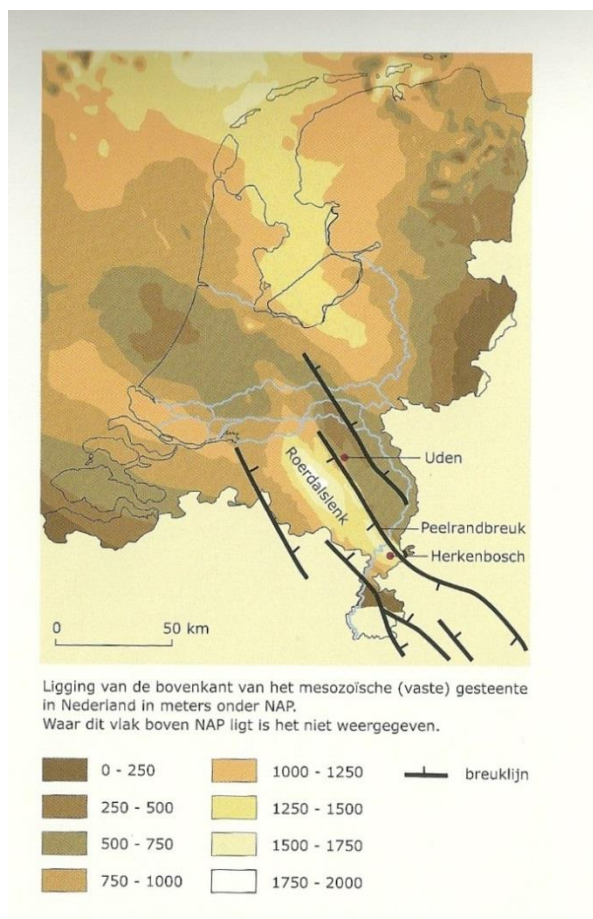 Uden
Roerdalslenk
Peelrandbreuk
Herkenbosch
0 50 km
Ligging van de bovenkant van het mesozoïsche (vaste) gesteente
in Nederland in meters onder NAP.
Waar dit vlak boven NAP ligt is het niet weergegeven.
0 - 250
1000 - 1250
breuklijn
250 - 500
1250 - 1500
500 - 750
1500 - 1750
750 - 1000
1750 - 2000